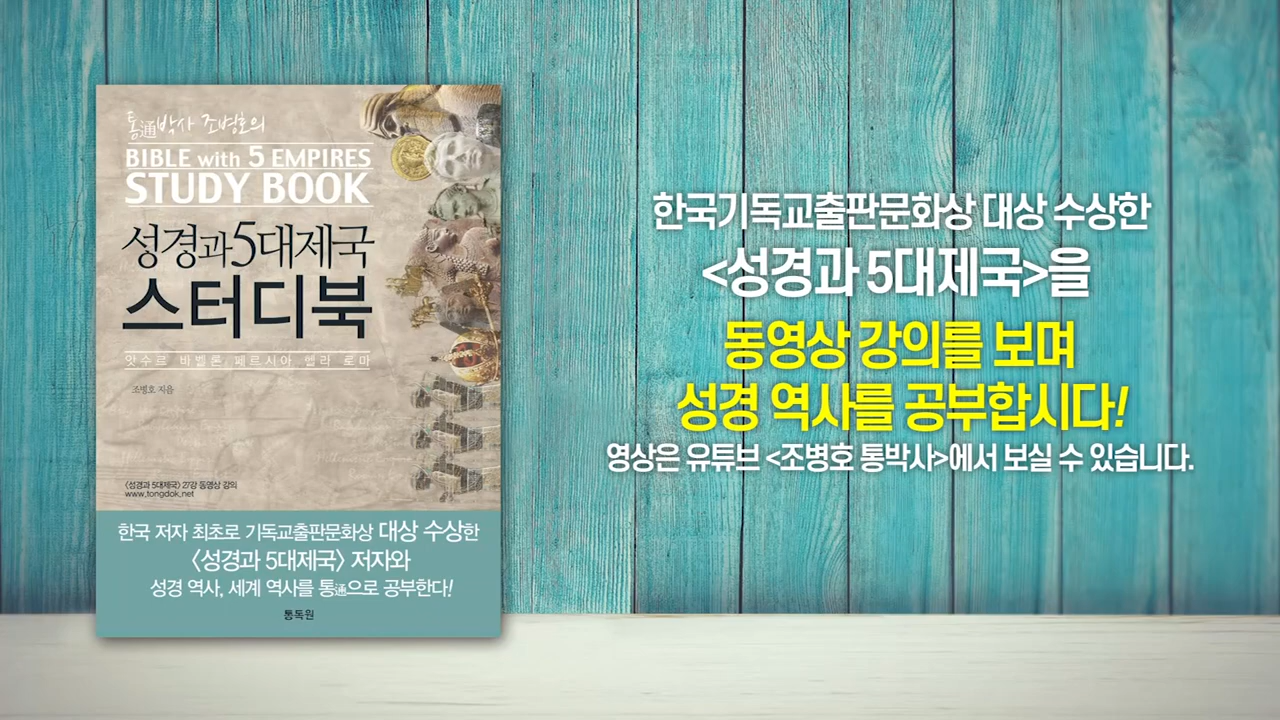 통通박사 조병호의
BIBLE with 5 EMPIRES
STUDY BOOK
성경과5대제국
스터디북
앗수르 바벨론 페르시아 헬라 로마
조병호 지음
〈성경과 5대제국〉 27강 동영상 강의
www.tongdok.net
한국 저자 최초로 기독교출판문화상 대상 수상한
〈성경과 5대제국〉 저자와
성경 역사, 세계 역사를 통通으로 공부한다!
통독원
한국기독교출판문화상 대상 수상한
<성경과 5대제국>을
동영상 강의를 보며
성경 역사를 공부합시다!
영상은 유튜브 <조병호 통박사>에서 보실 수 있습니다.